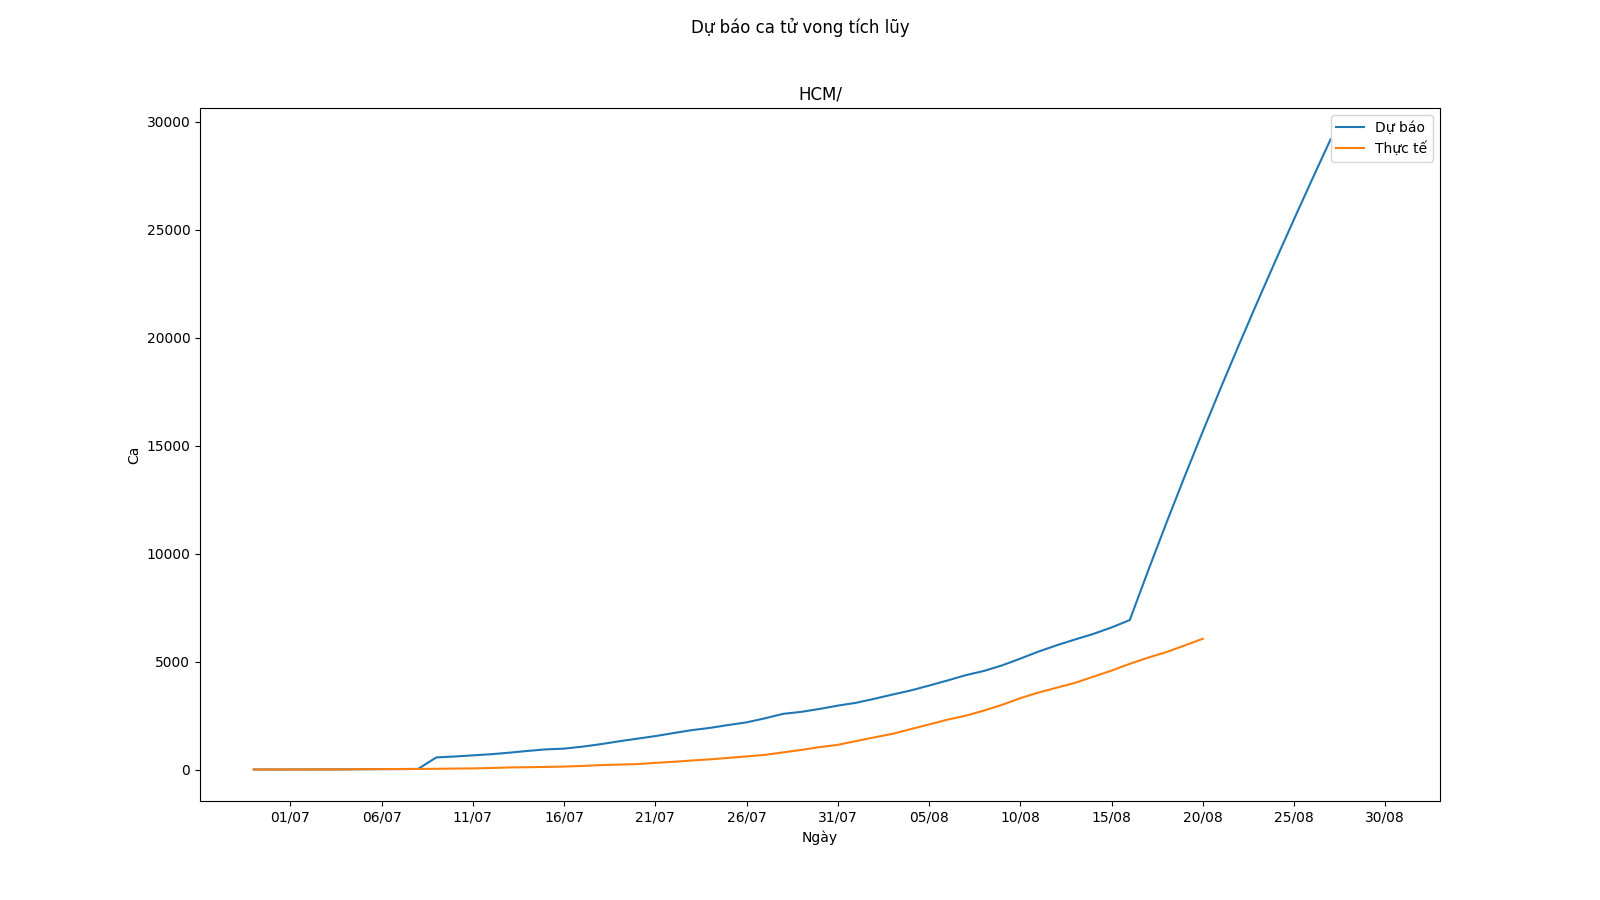 Dự báo ca tử vong tích lũy
HCM/
Dự báo
Thực tế
30000
25000
20000
15000
10000
5000
0
Ca
01/07 06/07 11/07 16/07 21/07 26/07 31/07 05/08 10/08 15/08 20/08 25/08 30/08
Ngày